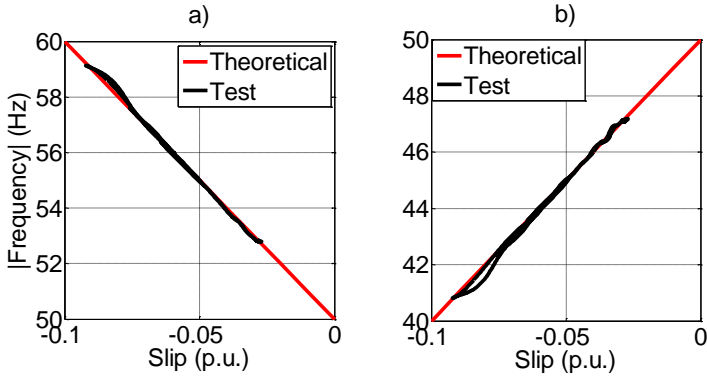 a)
60
58
56
54
52
50
|Frequency| (Hz)
Theoretical
Test
-0.1
-0.05
0
Slip (p.u.)
b)
50
48
46
44
42
40
Theoretical
Test
-0.1
-0.05
0
Slip (p.u.)